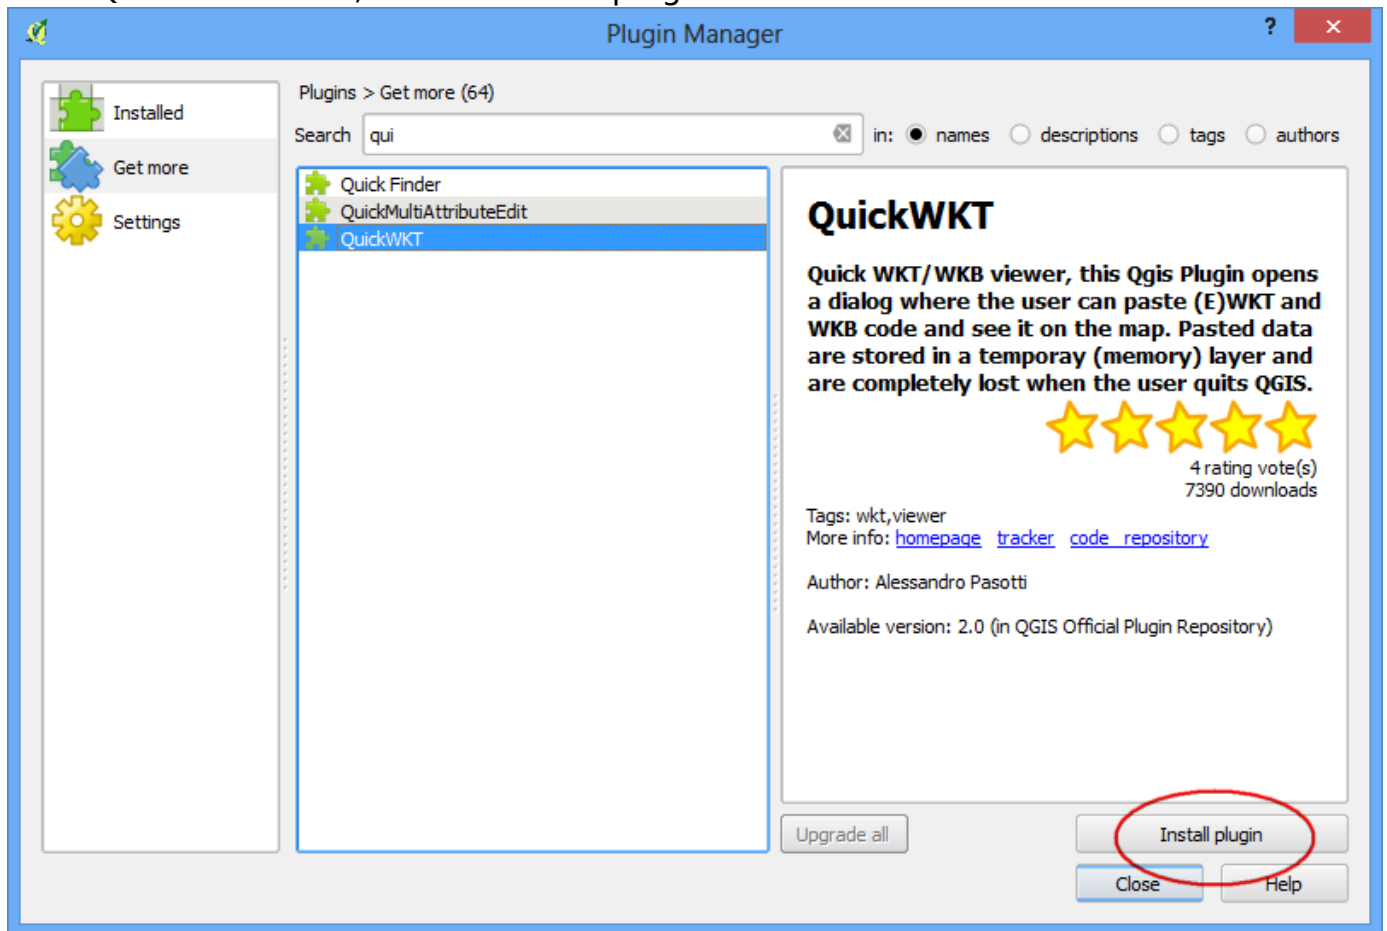 Plugin Manager
?
Installed
Get more
Settings
Plugins > Get more (64)
Search qui in: names descriptions tags authors
Quick Finder
QuickMultiAttributeEdit
QuickWKT
QuickWKT
Quick WKT/WKB viewer, this Qgis Plugin opens
a dialog where the user can paste (E)WKT and
WKB code and see it on the map. Pasted data
are stored in a temporay (memory) layer and
are completely lost when the user quits QGIS.
4 rating vote(s)
7390 downloads
Tags: wkt,viewer
More info: homepage tracker code repository
Author: Alessandro Pasotti
Available version: 2.0 (in QGIS Official Plugin Repository)
Upgrade all
Install plugin
Close
Help